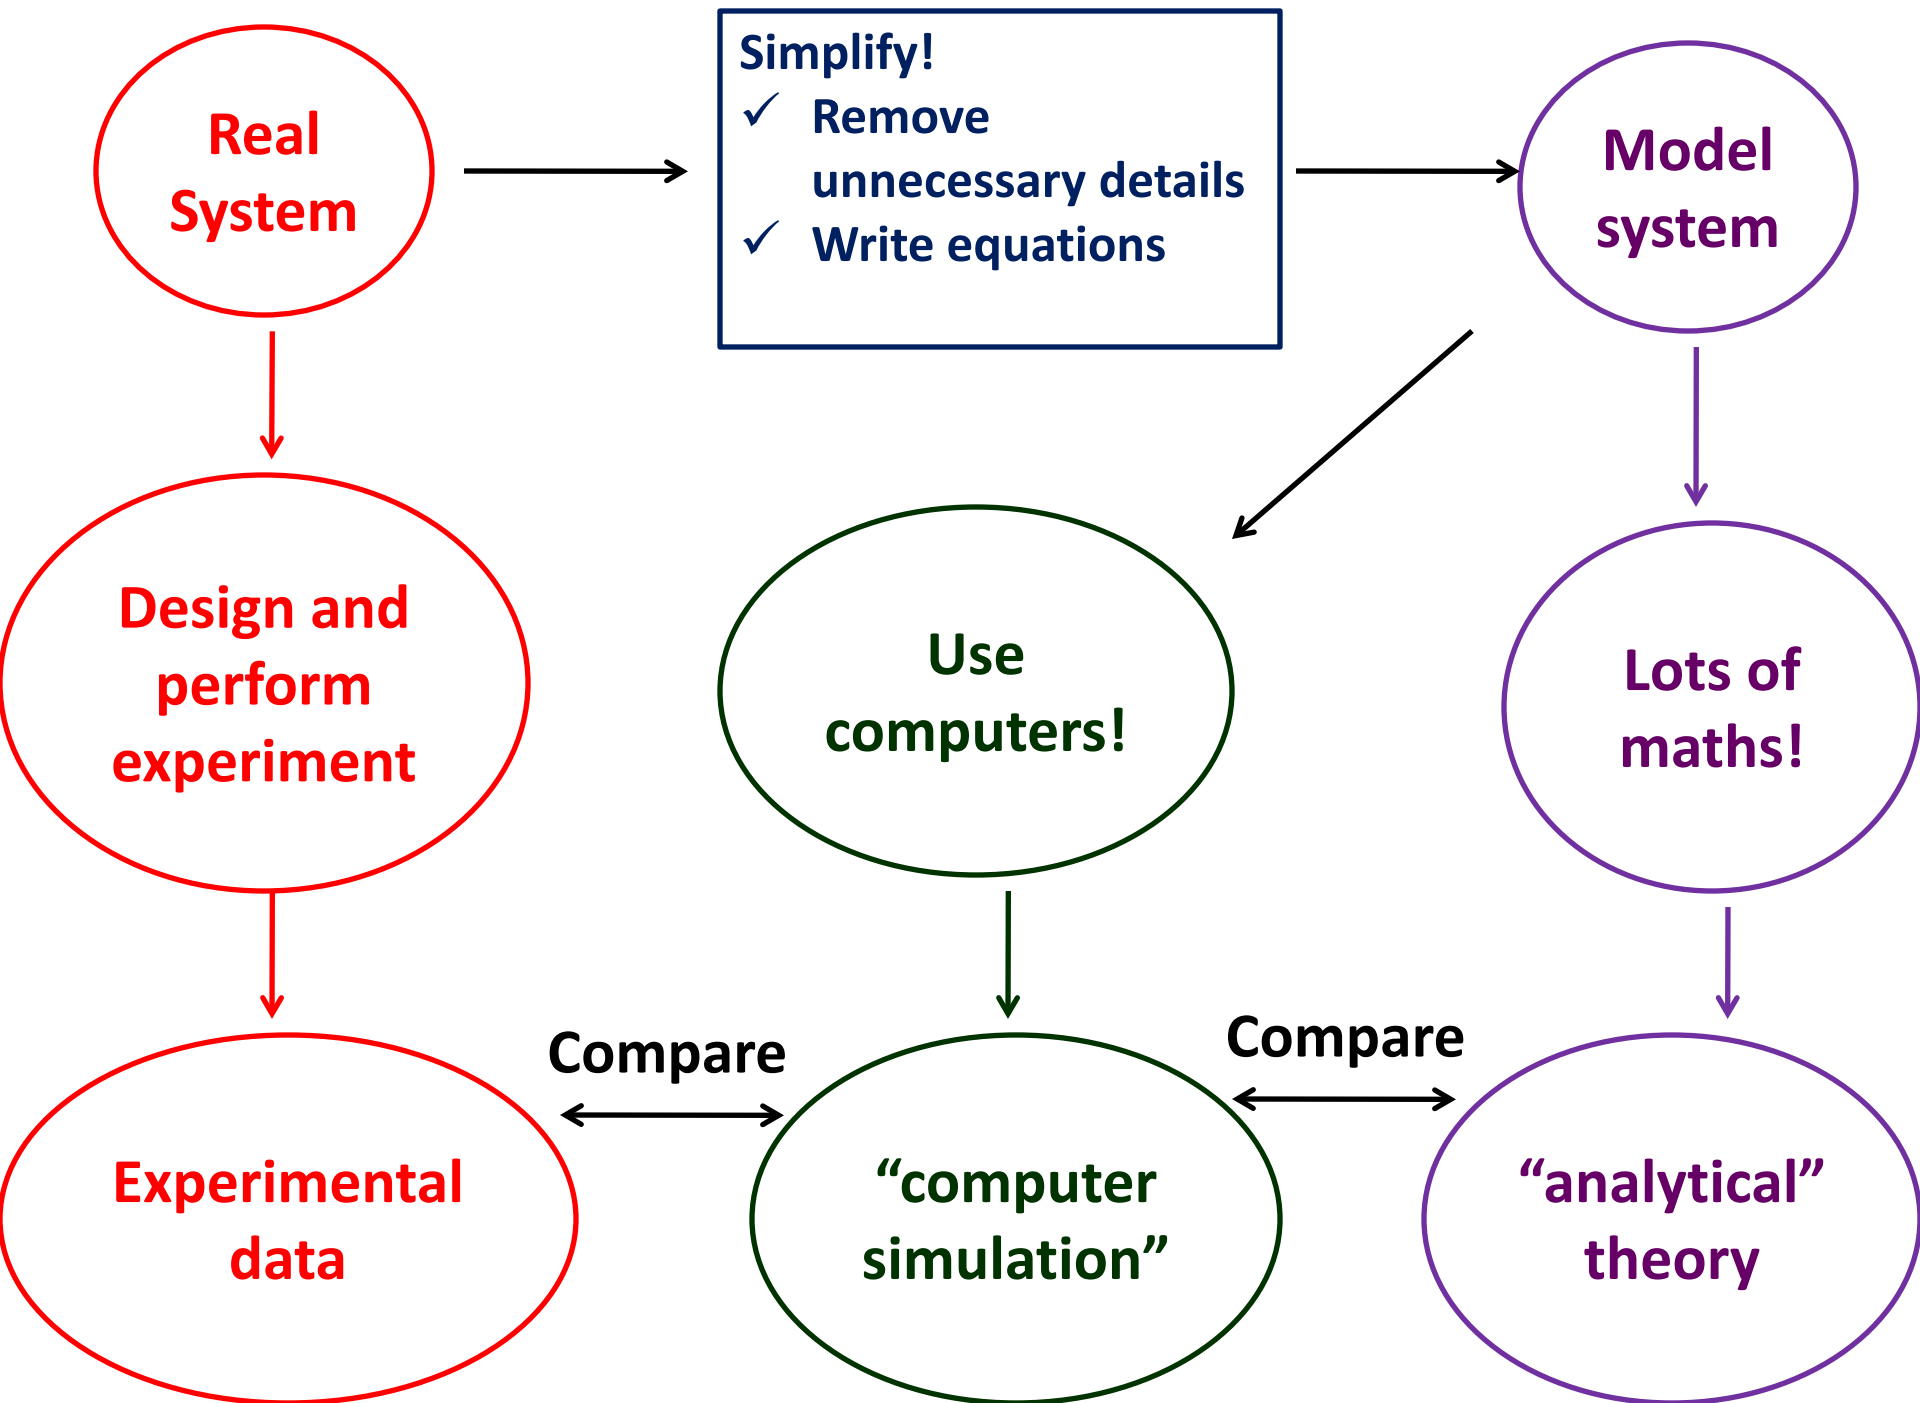 Real
System
Simplify!
✓ Remove
unnecessary details
✓ Write equations
Model
system
Design and
perform
experiment
Use
computers!
Lots of
maths!
Compare
Compare
Experimental
data
“computer
simulation”
“analytical”
theory